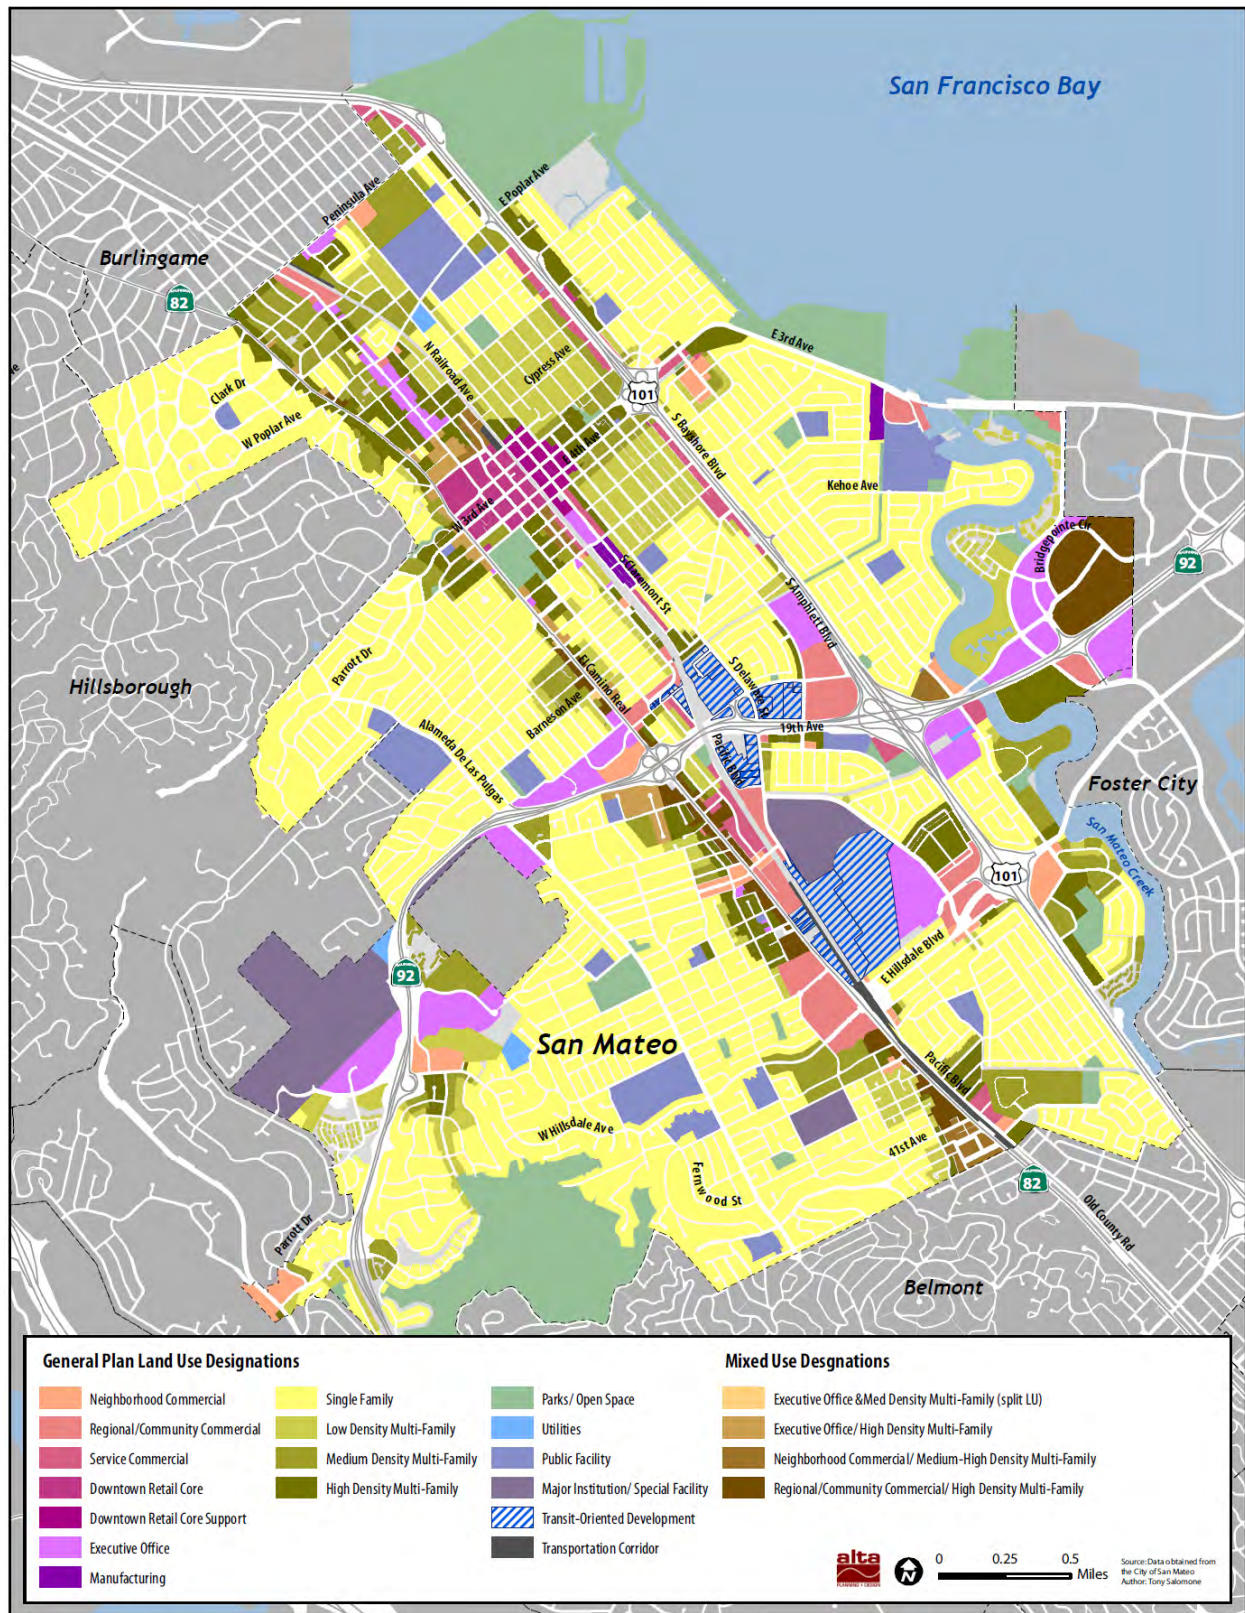 San Francisco Bay
E Poplar Ave
Peninsula Ave
Burlingame
82
E 3rd Ave
N Railroad Ave
Cypress Ave
101
Clark Dr
W Poplar Ave
S Bayshore Blvd
E 4th Ave
Kehoe Ave
W 3rd Ave
Bridgepointe Cir
92
S Claremont St
S Amphlett Blvd
Parrott Dr
Hillsborough
El Camino Real
S Delaware St
Barneson Ave
19th Ave
Alameda De Las Pulgas
Pacific Blvd
Foster City
San Mateo Creek
101
E Hillsdale Blvd
92
San Mateo
Pacific Blvd
W Hillsdale Ave
41st Ave
Fernwood St
82
Old County Rd
Parrott Dr
Belmont
General Plan Land Use Designations
Neighborhood Commercial
Regional/Community Commercial
Service Commercial
Downtown Retail Core
Downtown Retail Core Support
Executive Office
Manufacturing
Single Family
Low Density Multi-Family
Medium Density Multi-Family
High Density Multi-Family
Parks/ Open Space
Utilities
Public Facility
Major Institution/ Special Facility
Transit-Oriented Development
Transportation Corridor
Mixed Use Desgnations
Executive Office &Med Density Multi-Family (split LU)
Executive Office/ High Density Multi-Family
Neighborhood Commercial/ Medium-High Density Multi-Family
Regional/Community Commercial/ High Density Multi-Family
alta
PLANNING + DESIGN
N
0 0.25 0.5
Miles
Source: Data obtained from
the City of San Mateo
Author: Tony Salomone